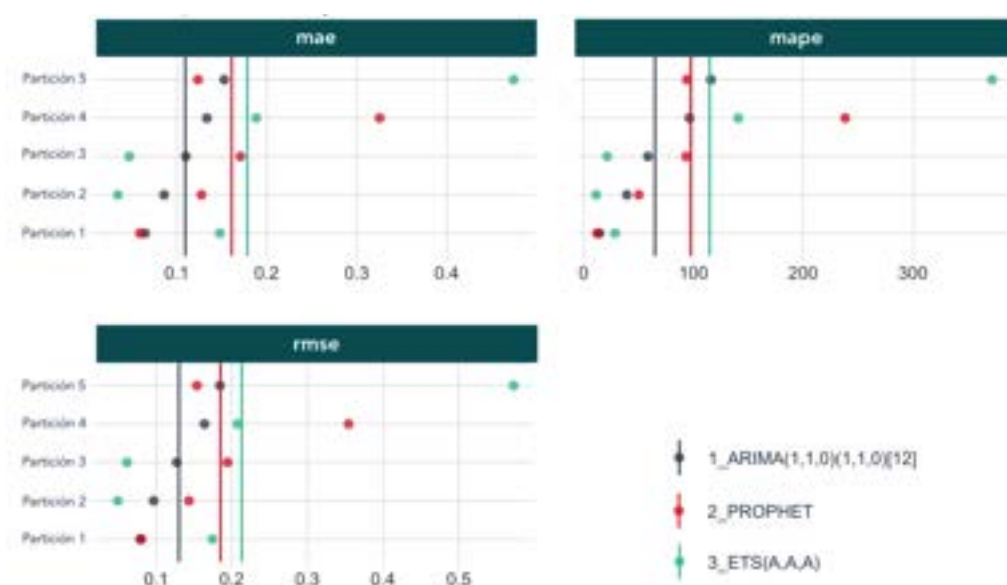 mae
Partición 5
Partición 4
Partición 3
Partición 2
Partición 1
0.1 0.2 0.3 0.4
mape
0 100 200 300
rmse
Partición 5
Partición 4
Partición 3
Partición 2
Partición 1
0.1 0.2 0.3 0.4 0.5
1_ARIMA(1,1,0)(1,1,0)[12]
2_PROPHET
3_ETS(A,A,A)